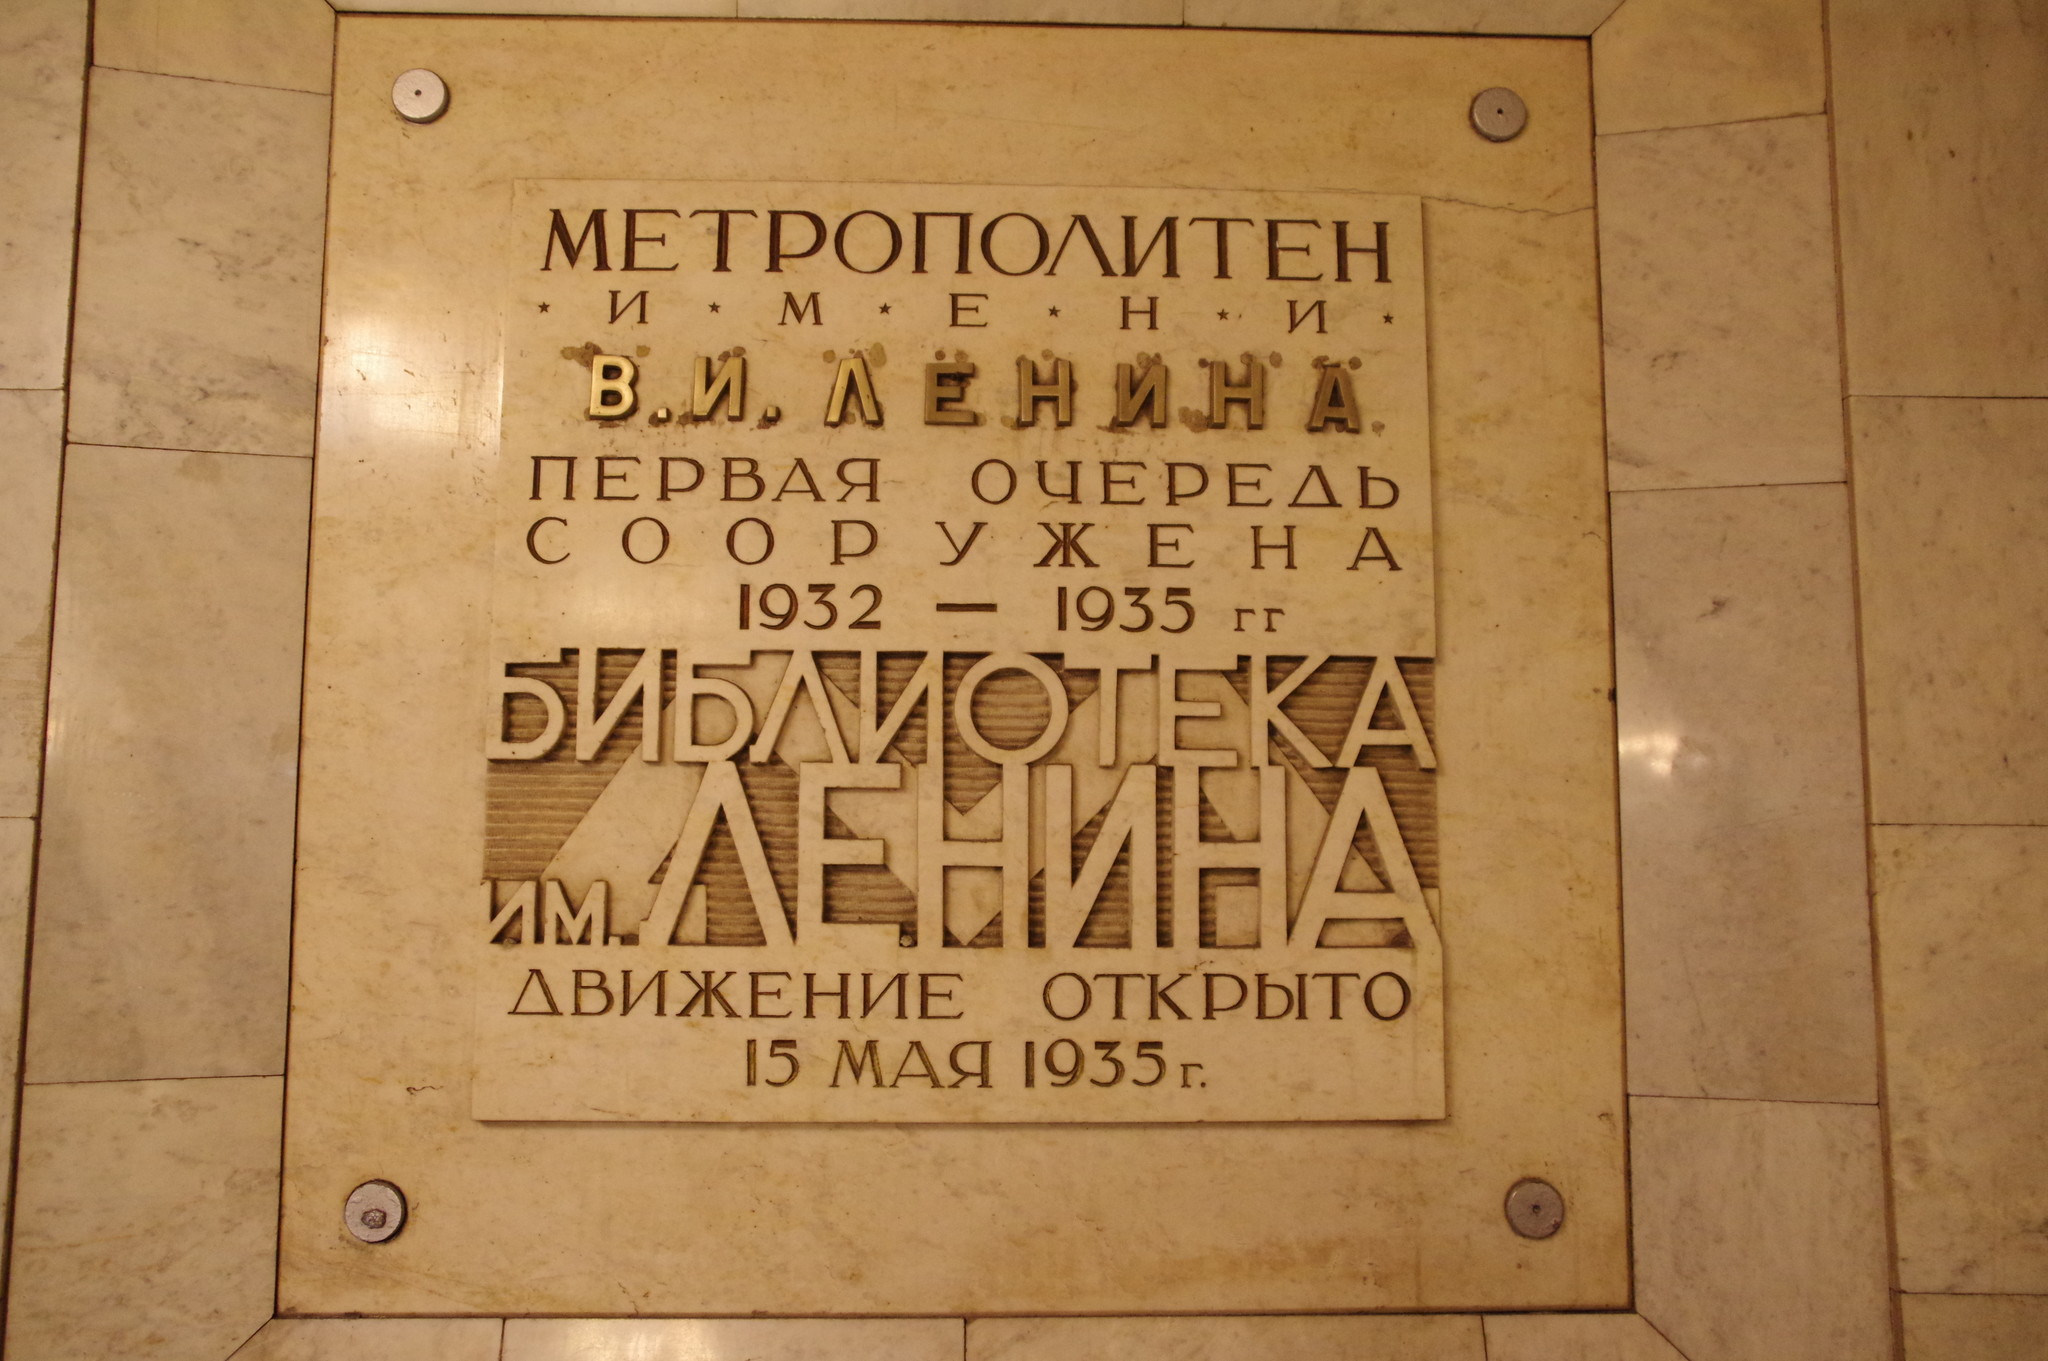 МЕТРОПОЛИТЕН
И М Е Н И
В.И. ЛЕНИНА
ПЕРВАЯ ОЧЕРЕДЬ
СООРУЖЕНА
1932 — 1935 гг
БИБЛИОТЕКА
ИМ. ЛЕНИНА
ДВИЖЕНИЕ ОТКРЫТО
15 МАЯ 1935 г.